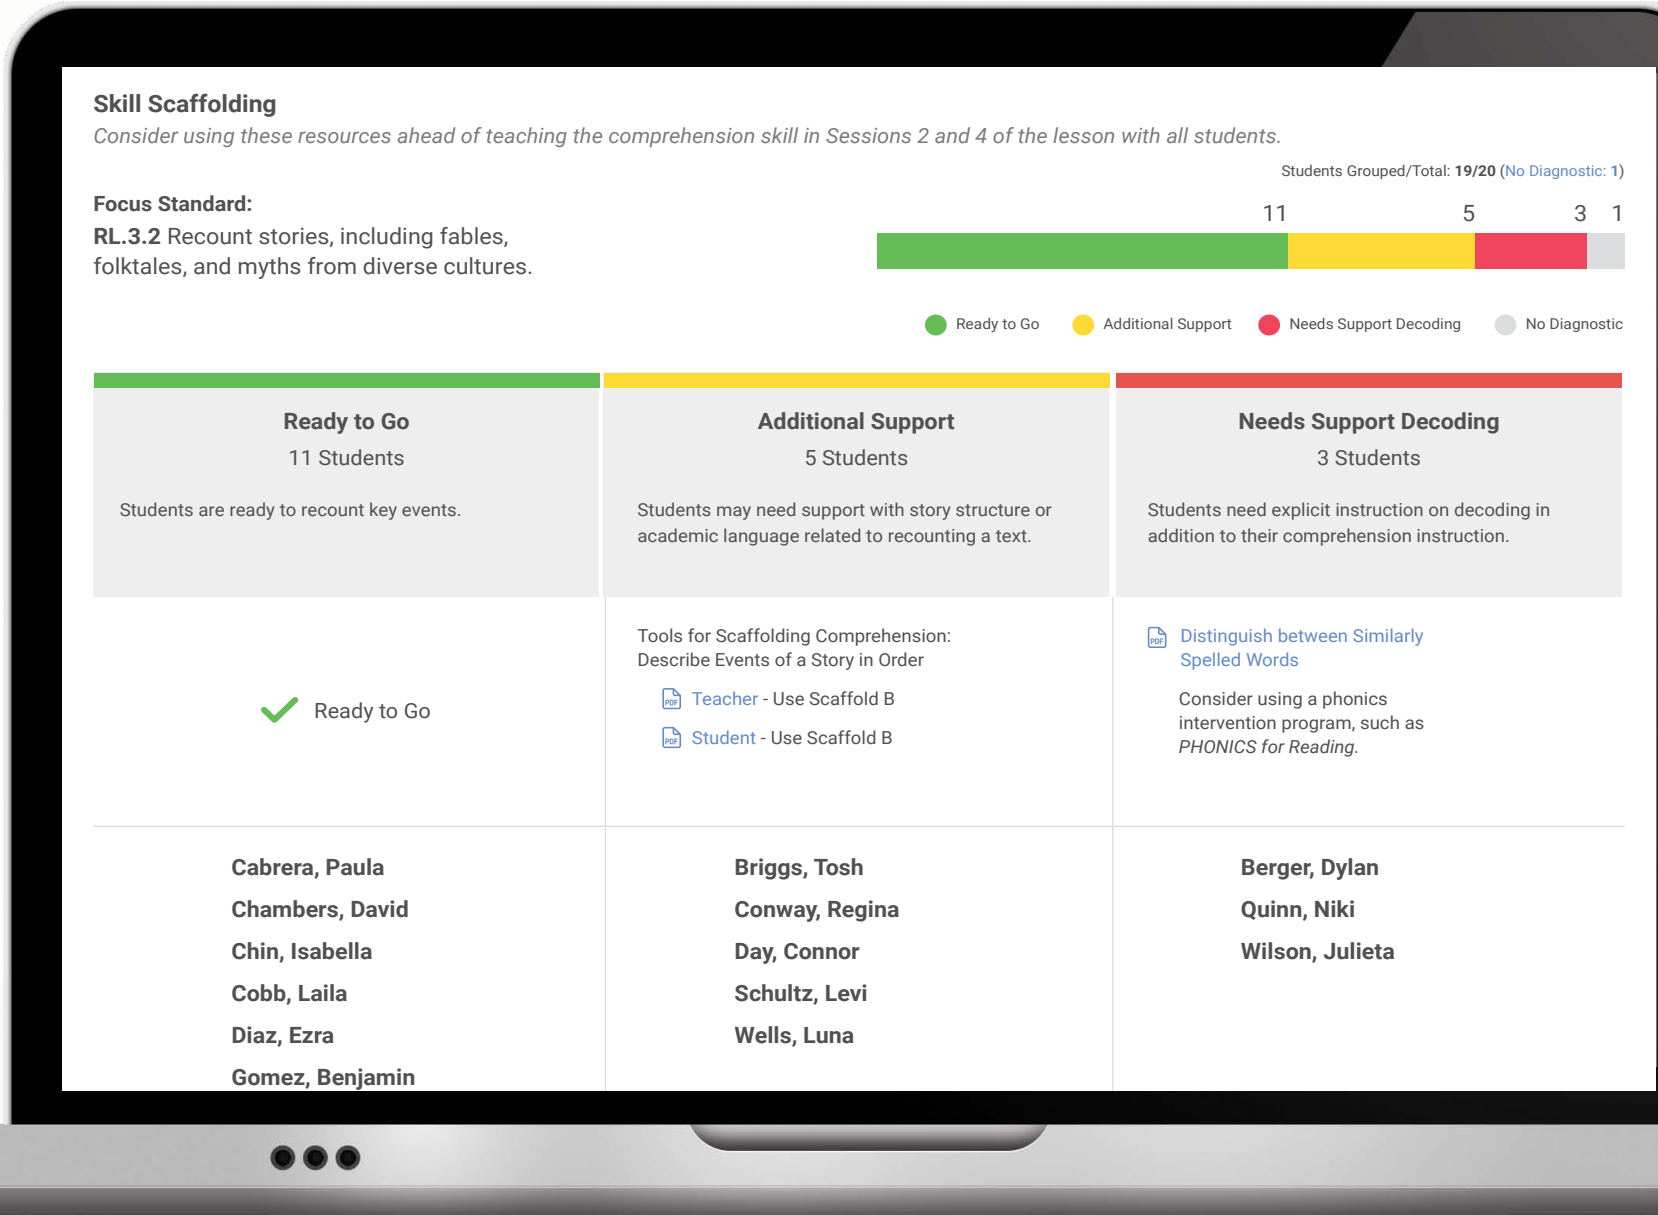 Skill Scaffolding
Consider using these resources ahead of teaching the comprehension skill in Sessions 2 and 4 of the lesson with all students.
Students Grouped/Total: 19/20 (No Diagnostic: 1)
Focus Standard:
RL.3.2 Recount stories, including fables,
folktales, and myths from diverse cultures.
11 5 3 1
Ready to Go Additional Support Needs Support Decoding No Diagnostic
Ready to Go
11 Students
Students are ready to recount key events.
Additional Support
5 Students
Students may need support with story structure or
academic language related to recounting a text.
Needs Support Decoding
3 Students
Students need explicit instruction on decoding in
addition to their comprehension instruction.
Ready to Go
Tools for Scaffolding Comprehension:
Describe Events of a Story in Order
PDF Teacher - Use Scaffold B
PDF Student - Use Scaffold B
PDF Distinguish between Similarly
Spelled Words
Consider using a phonics
intervention program, such as
PHONICS for Reading.
Cabrera, Paula
Chambers, David
Chin, Isabella
Cobb, Laila
Diaz, Ezra
Gomez, Benjamin
Briggs, Tosh
Conway, Regina
Day, Connor
Schultz, Levi
Wells, Luna
Berger, Dylan
Quinn, Niki
Wilson, Julieta